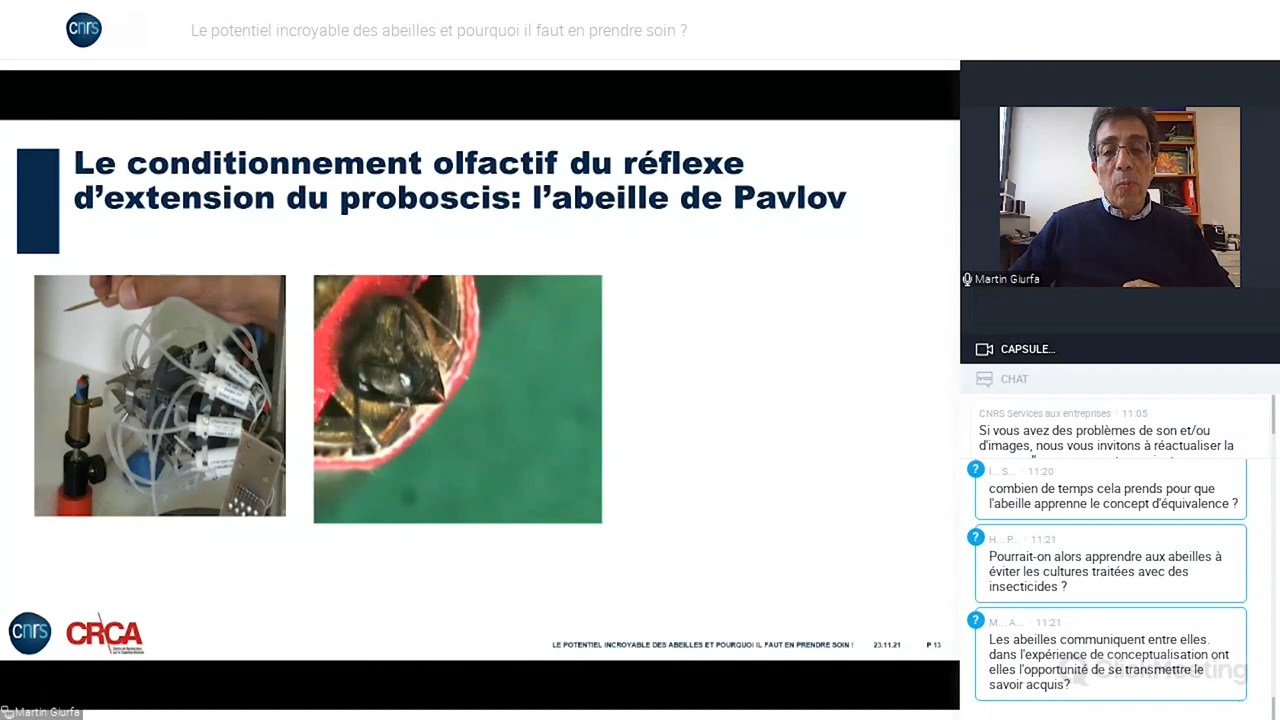 cnrs
Le potentiel incroyable des abeilles et pourquoi il faut en prendre soin ?
Le conditionnement olfactif du réflexe
d'extension du proboscis: l'abeille de Pavlov
cnrs
CRCA
LE POTENTIEL INCROYABLE DES ABEILLES ET POURQUOI IL FAUT EN PRENDRE SOIN !
23.11.21
P 13
Martin Giurfa
Martin Giurfa
CAPSULE...
CHAT
CNRS Services aux entreprises
11:05
Si vous avez des problèmes de son et/ou
d'images, nous vous invitons à réactualiser la
?
I... S...
11:20
combien de temps cela prends pour que
l'abeille apprenne le concept d'équivalence ?
?
H... P...
11:21
Pourrait-on alors apprendre aux abeilles à
éviter les cultures traitées avec des
insecticides ?
?
M... A...
11:21
Les abeilles communiquent entre elles.
dans l'expérience de conceptualisation ont
elles l'opportunité de se transmettre le
savoir acquis?
ClickMeeting